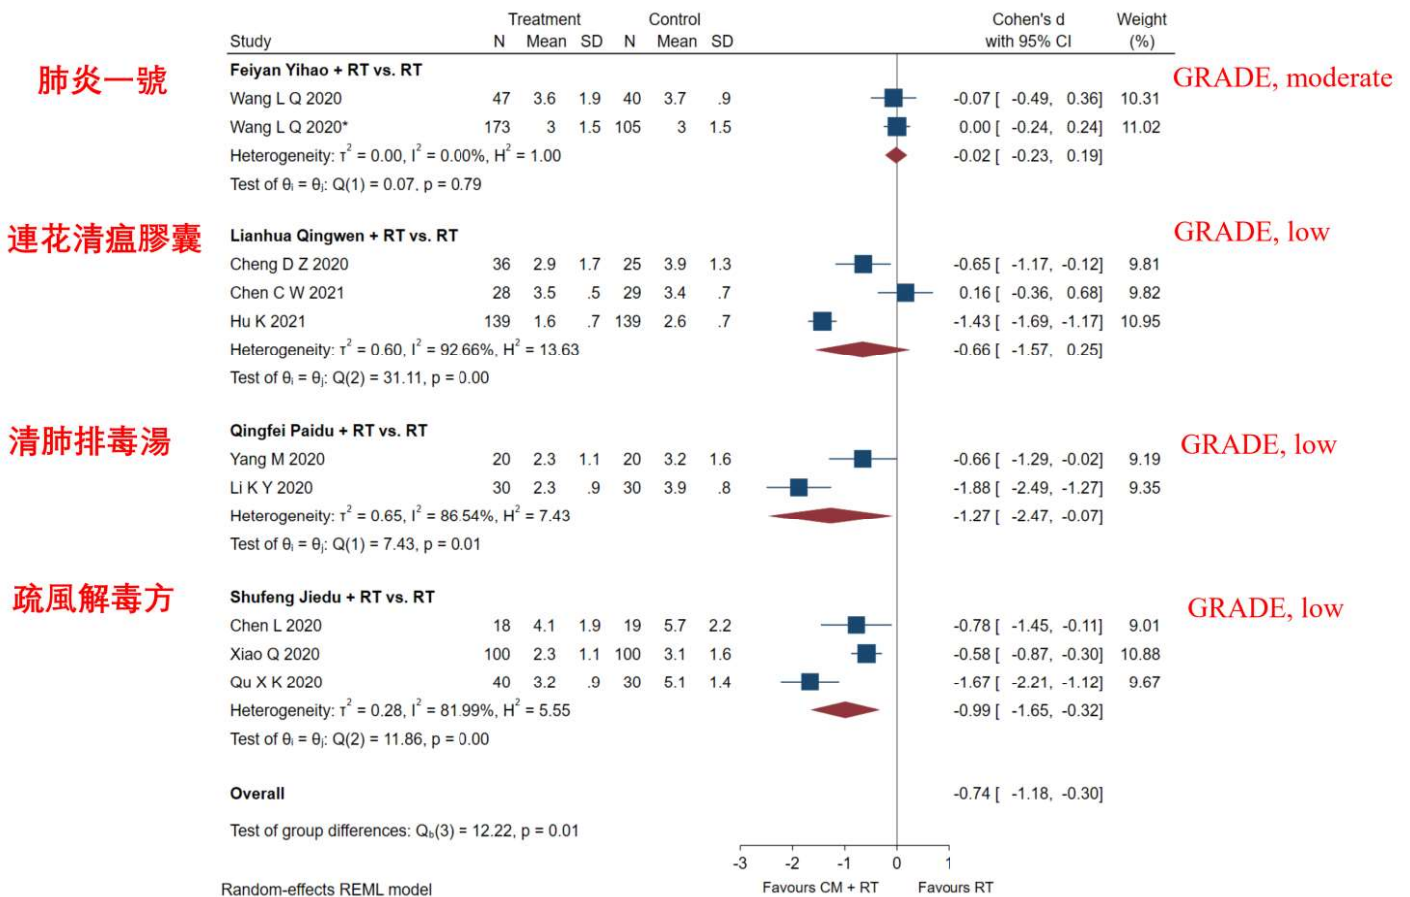 Treatment Control Cohen's d Weight
Study N Mean SD N Mean SD with 95% CI (%)
肺炎一號
Feiyan Yihao + RT vs. RT GRADE, moderate
Wang L Q 2020 47 3.6 1.9 40 3.7 .9 -0.07 [ -0.49, 0.36] 10.31
Wang L Q 2020* 173 3 1.5 105 3 1.5 0.00 [ -0.24, 0.24] 11.02
Heterogeneity: τ² = 0.00, I² = 0.00%, H² = 1.00 -0.02 [ -0.23, 0.19]
Test of θᵢ = θⱼ: Q(1) = 0.07, p = 0.79
連花清瘟膠囊
Lianhua Qingwen + RT vs. RT GRADE, low
Cheng D Z 2020 36 2.9 1.7 25 3.9 1.3 -0.65 [ -1.17, -0.12] 9.81
Chen C W 2021 28 3.5 .5 29 3.4 .7 0.16 [ -0.36, 0.68] 9.82
Hu K 2021 139 1.6 .7 139 2.6 .7 -1.43 [ -1.69, -1.17] 10.95
Heterogeneity: τ² = 0.60, I² = 92.66%, H² = 13.63 -0.66 [ -1.57, 0.25]
Test of θᵢ = θⱼ: Q(2) = 31.11, p = 0.00
清肺排毒湯
Qingfei Paidu + RT vs. RT GRADE, low
Yang M 2020 20 2.3 1.1 20 3.2 1.6 -0.66 [ -1.29, -0.02] 9.19
Li K Y 2020 30 2.3 .9 30 3.9 .8 -1.88 [ -2.49, -1.27] 9.35
Heterogeneity: τ² = 0.65, I² = 86.54%, H² = 7.43 -1.27 [ -2.47, -0.07]
Test of θᵢ = θⱼ: Q(1) = 7.43, p = 0.01
疏風解毒方
Shufeng Jiedu + RT vs. RT GRADE, low
Chen L 2020 18 4.1 1.9 19 5.7 2.2 -0.78 [ -1.45, -0.11] 9.01
Xiao Q 2020 100 2.3 1.1 100 3.1 1.6 -0.58 [ -0.87, -0.30] 10.88
Qu X K 2020 40 3.2 .9 30 5.1 1.4 -1.67 [ -2.21, -1.12] 9.67
Heterogeneity: τ² = 0.28, I² = 81.99%, H² = 5.55 -0.99 [ -1.65, -0.32]
Test of θᵢ = θⱼ: Q(2) = 11.86, p = 0.00
Overall -0.74 [ -1.18, -0.30]
Test of group differences: Q_b(3) = 12.22, p = 0.01
-3 -2 -1 0 1
Favours CM + RT Favours RT
Random-effects REML model